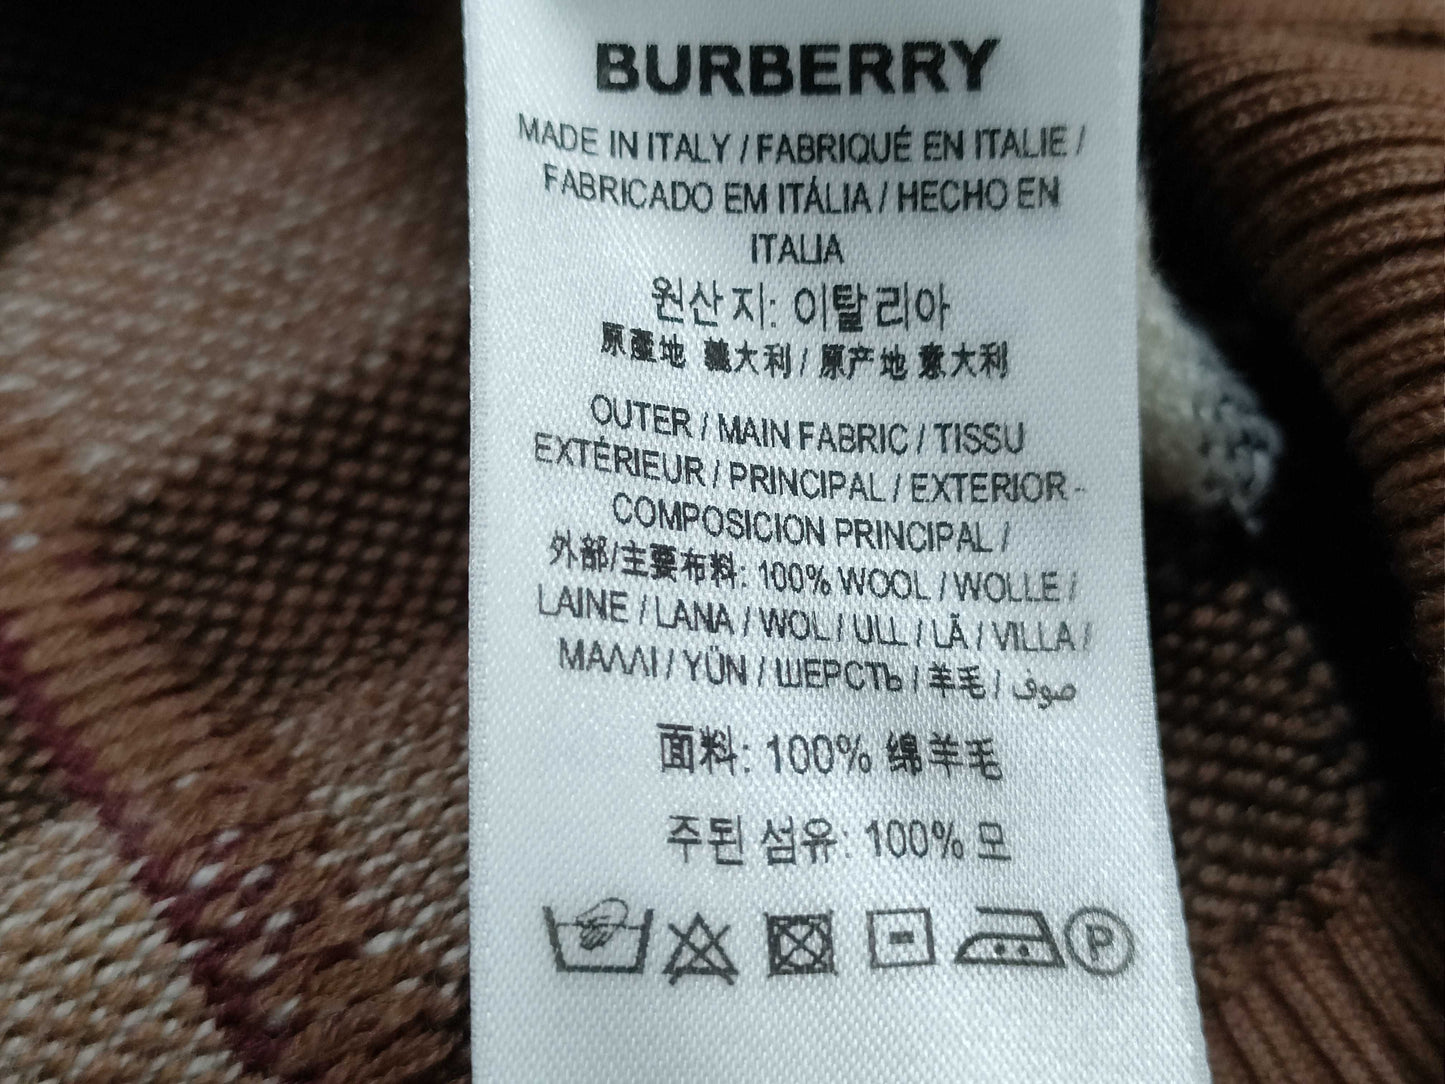 BURBERRY
MADE IN ITALY / FABRIQUÉ EN ITALIE /
FABRICADO EM ITÁLIA / HECHO EN
ITALIA
원산지: 이탈리아
原產地 義大利 / 原产地 意大利
OUTER / MAIN FABRIC / TISSU
EXTÉRIEUR / PRINCIPAL / EXTERIOR -
COMPOSICION PRINCIPAL /
外部/主要布料: 100% WOOL / WOLLE /
LAINE / LANA / WOL / ULL / LÃ / VILLA /
ΜΑΛΛΙ / YÜN / ШЕРСТЬ / 羊毛 / صوف
面料: 100% 绵羊毛
주된 섬유: 100% 모
P